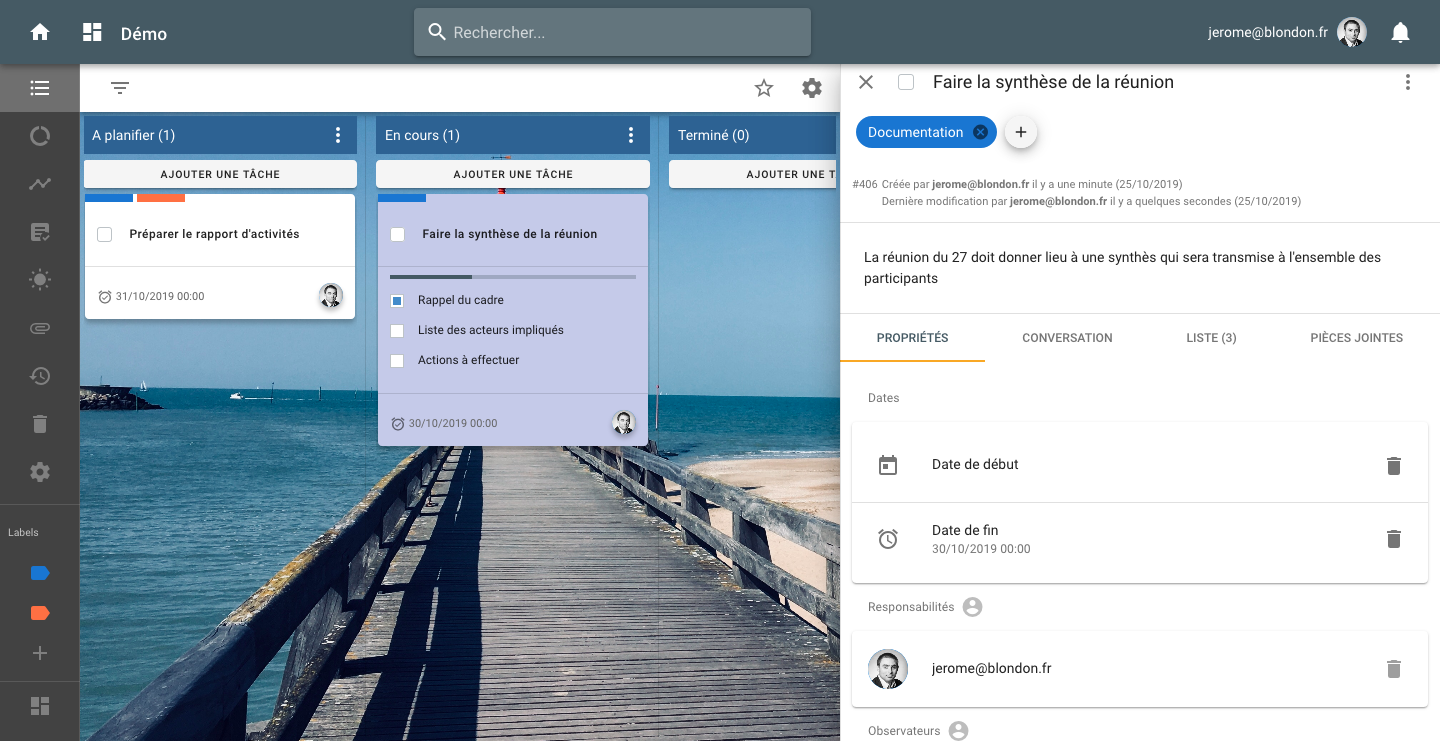 Démo
Rechercher...
jerome@blondon.fr
A planifier (1)
AJOUTER UNE TÂCHE
Préparer le rapport d'activités
31/10/2019 00:00
En cours (1)
AJOUTER UNE TÂCHE
Faire la synthèse de la réunion
Rappel du cadre
Liste des acteurs impliqués
Actions à effectuer
30/10/2019 00:00
Terminé (0)
AJOUTER UNE T
Labels
Faire la synthèse de la réunion
Documentation
#406 Créée par jerome@blondon.fr il y a une minute (25/10/2019)
Dernière modification par jerome@blondon.fr il y a quelques secondes (25/10/2019)
La réunion du 27 doit donner lieu à une synthès qui sera transmise à l'ensemble des
participants
PROPRIÉTÉS CONVERSATION LISTE (3) PIÈCES JOINTES
Dates
Date de début
Date de fin
30/10/2019 00:00
Responsabilités
jerome@blondon.fr
Observateurs